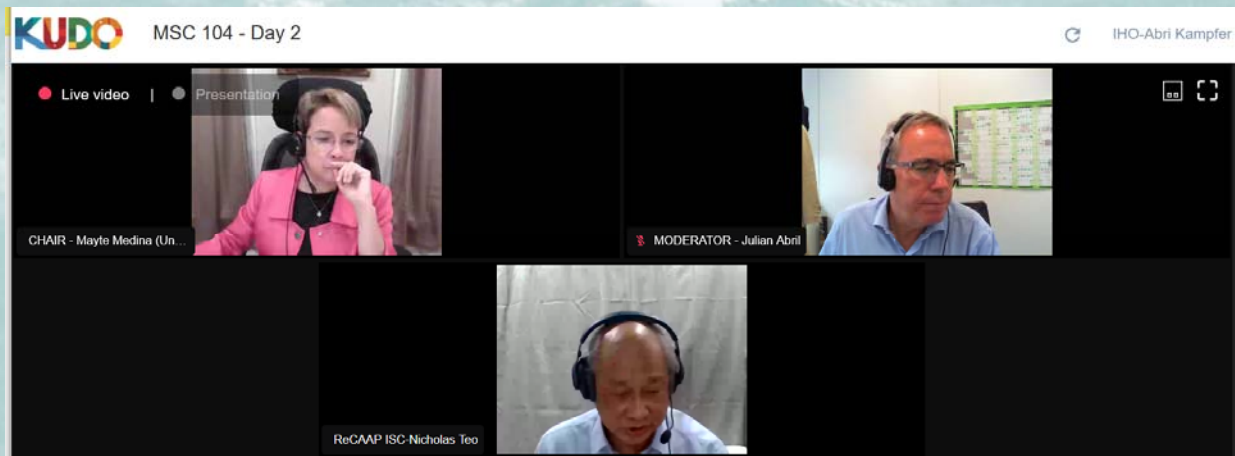 KUDO
MSC 104 - Day 2
IHO-Abri Kampfer
Live video | Presentation
CHAIR - Mayte Medina (Un...
MODERATOR - Julian Abril
ReCAAP ISC-Nicholas Teo